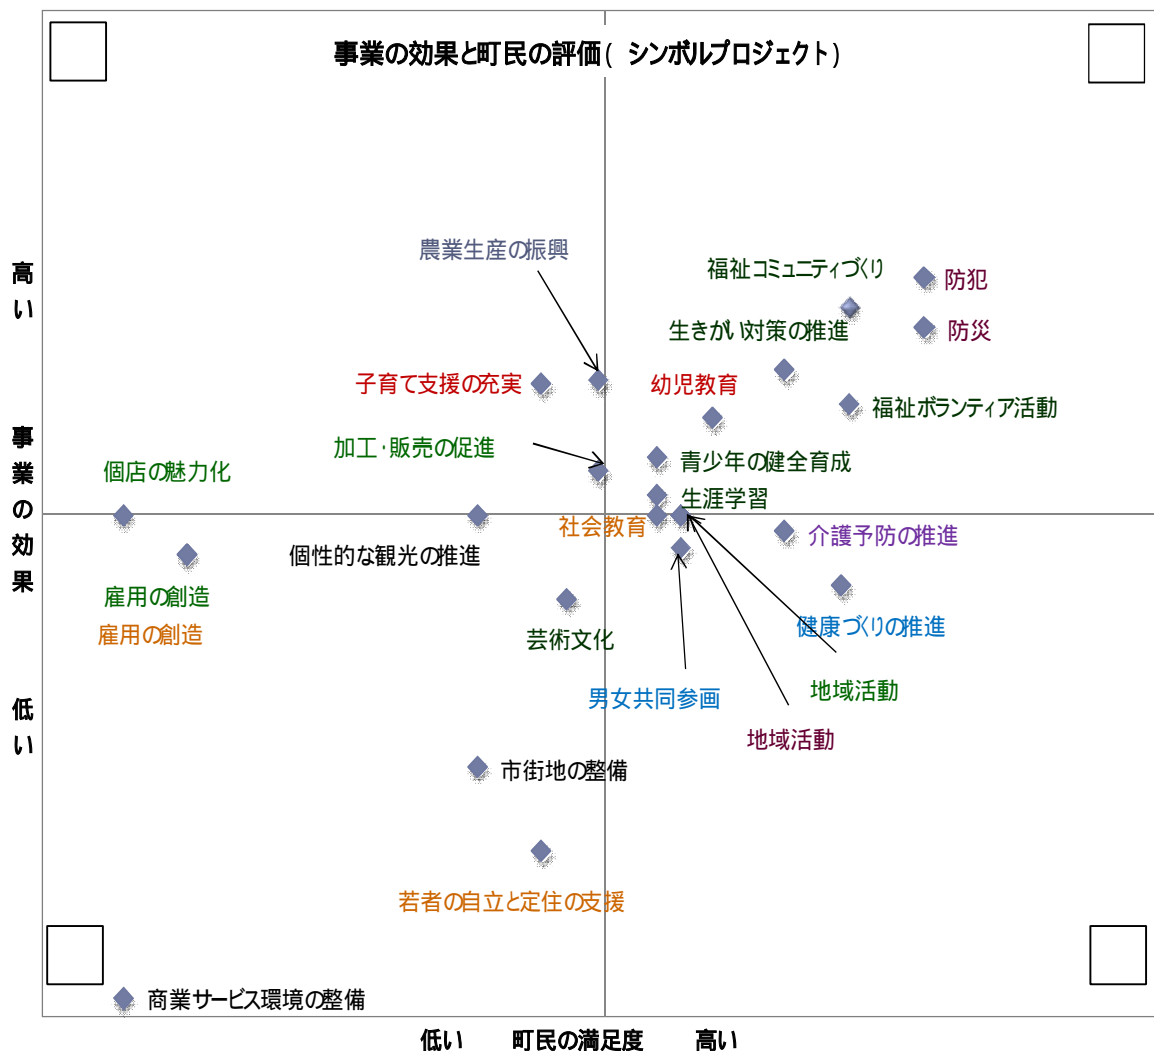 事業の効果と町民の評価( シンボルプロジェクト)
農業生産の振興
福祉コミュニティづくり
防犯
高い
生きがい対策の推進
防災
子育て支援の充実
幼児教育
福祉ボランティア活動
加工・販売の促進
事業の効果
個店の魅力化
青少年の健全育成
生涯学習
社会教育
介護予防の推進
個性的な観光の推進
雇用の創造
雇用の創造
芸術文化
健康づくりの推進
男女共同参画
地域活動
地域活動
低い
市街地の整備
若者の自立と定住の支援
商業サービス環境の整備
低い 町民の満足度 高い